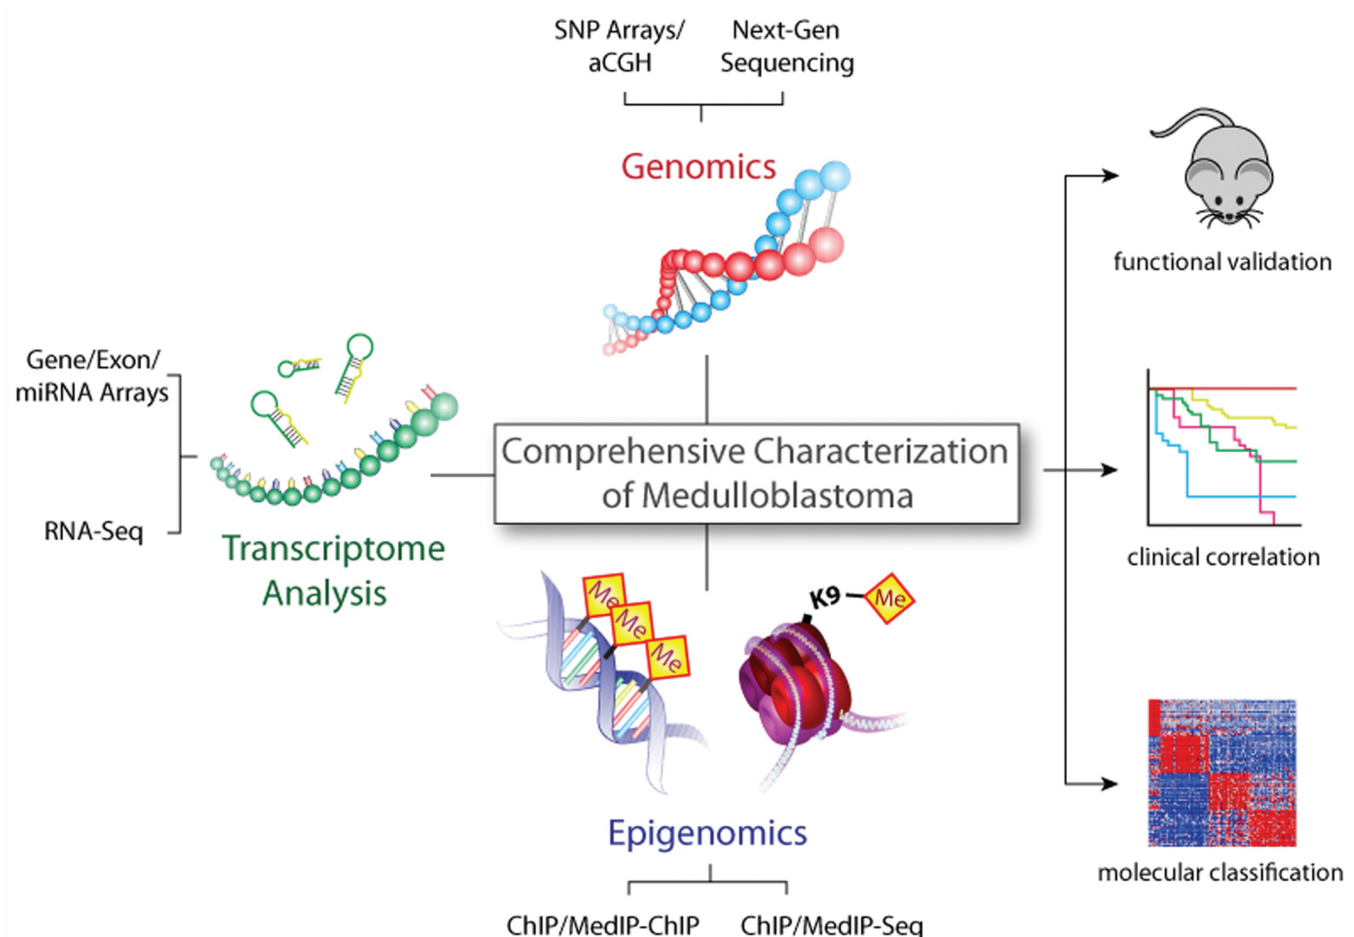 SNP Arrays/
aCGH
Next-Gen
Sequencing
Genomics
functional validation
Gene/Exon/
miRNA Arrays
RNA-Seq
Transcriptome
Analysis
Comprehensive Characterization
of Medulloblastoma
clinical correlation
Me
Me
Me
K9
Me
Epigenomics
ChIP/MedIP-ChIP
ChIP/MedIP-Seq
molecular classification